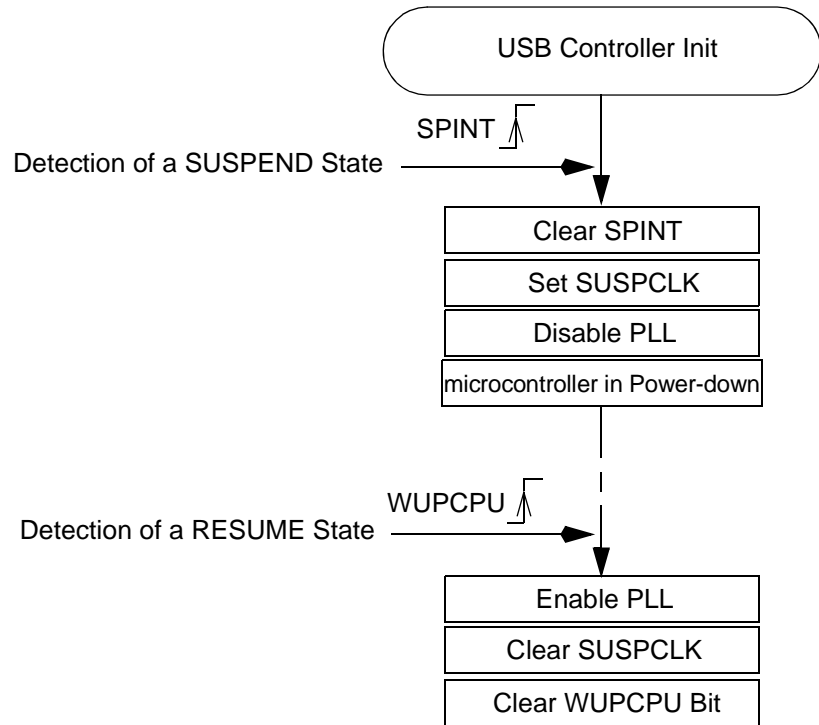 USB Controller Init
SPINT
Detection of a SUSPEND State
Clear SPINT
Set SUSPCLK
Disable PLL
microcontroller in Power-down
WUPCPU
Detection of a RESUME State
Enable PLL
Clear SUSPCLK
Clear WUPCPU Bit